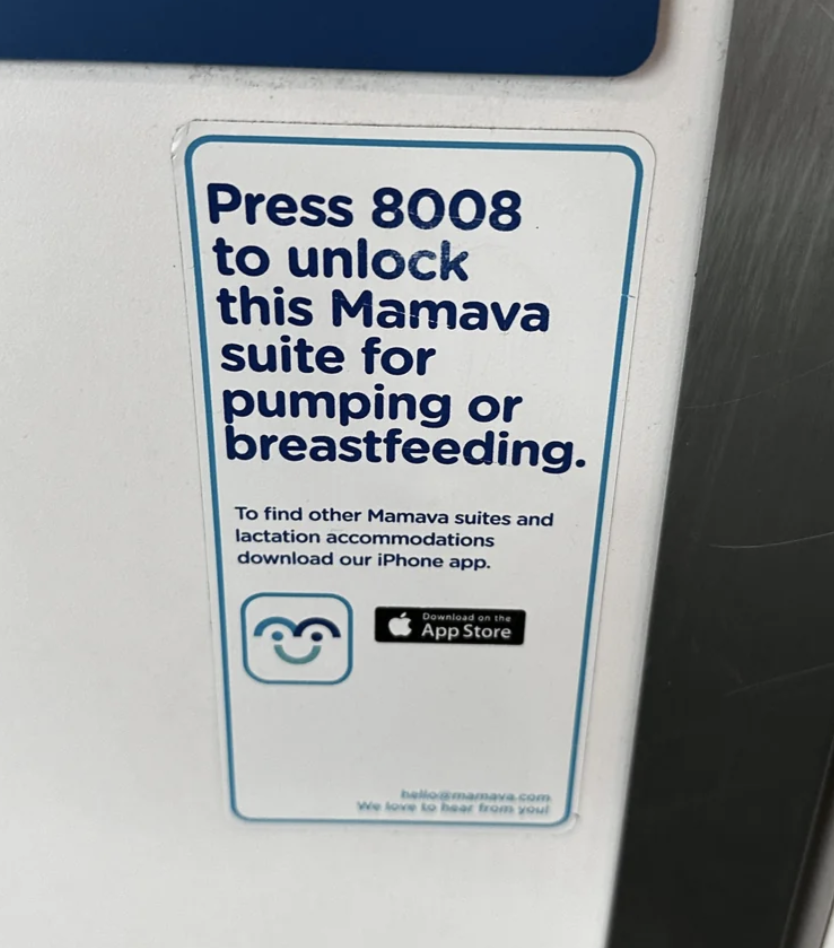 Press 8008
to unlock
this Mamava
suite for
pumping or
breastfeeding.
To find other Mamava suites and
lactation accommodations
download our iPhone app.
Download on the
App Store
hello@mamava.com
We love to hear from you!